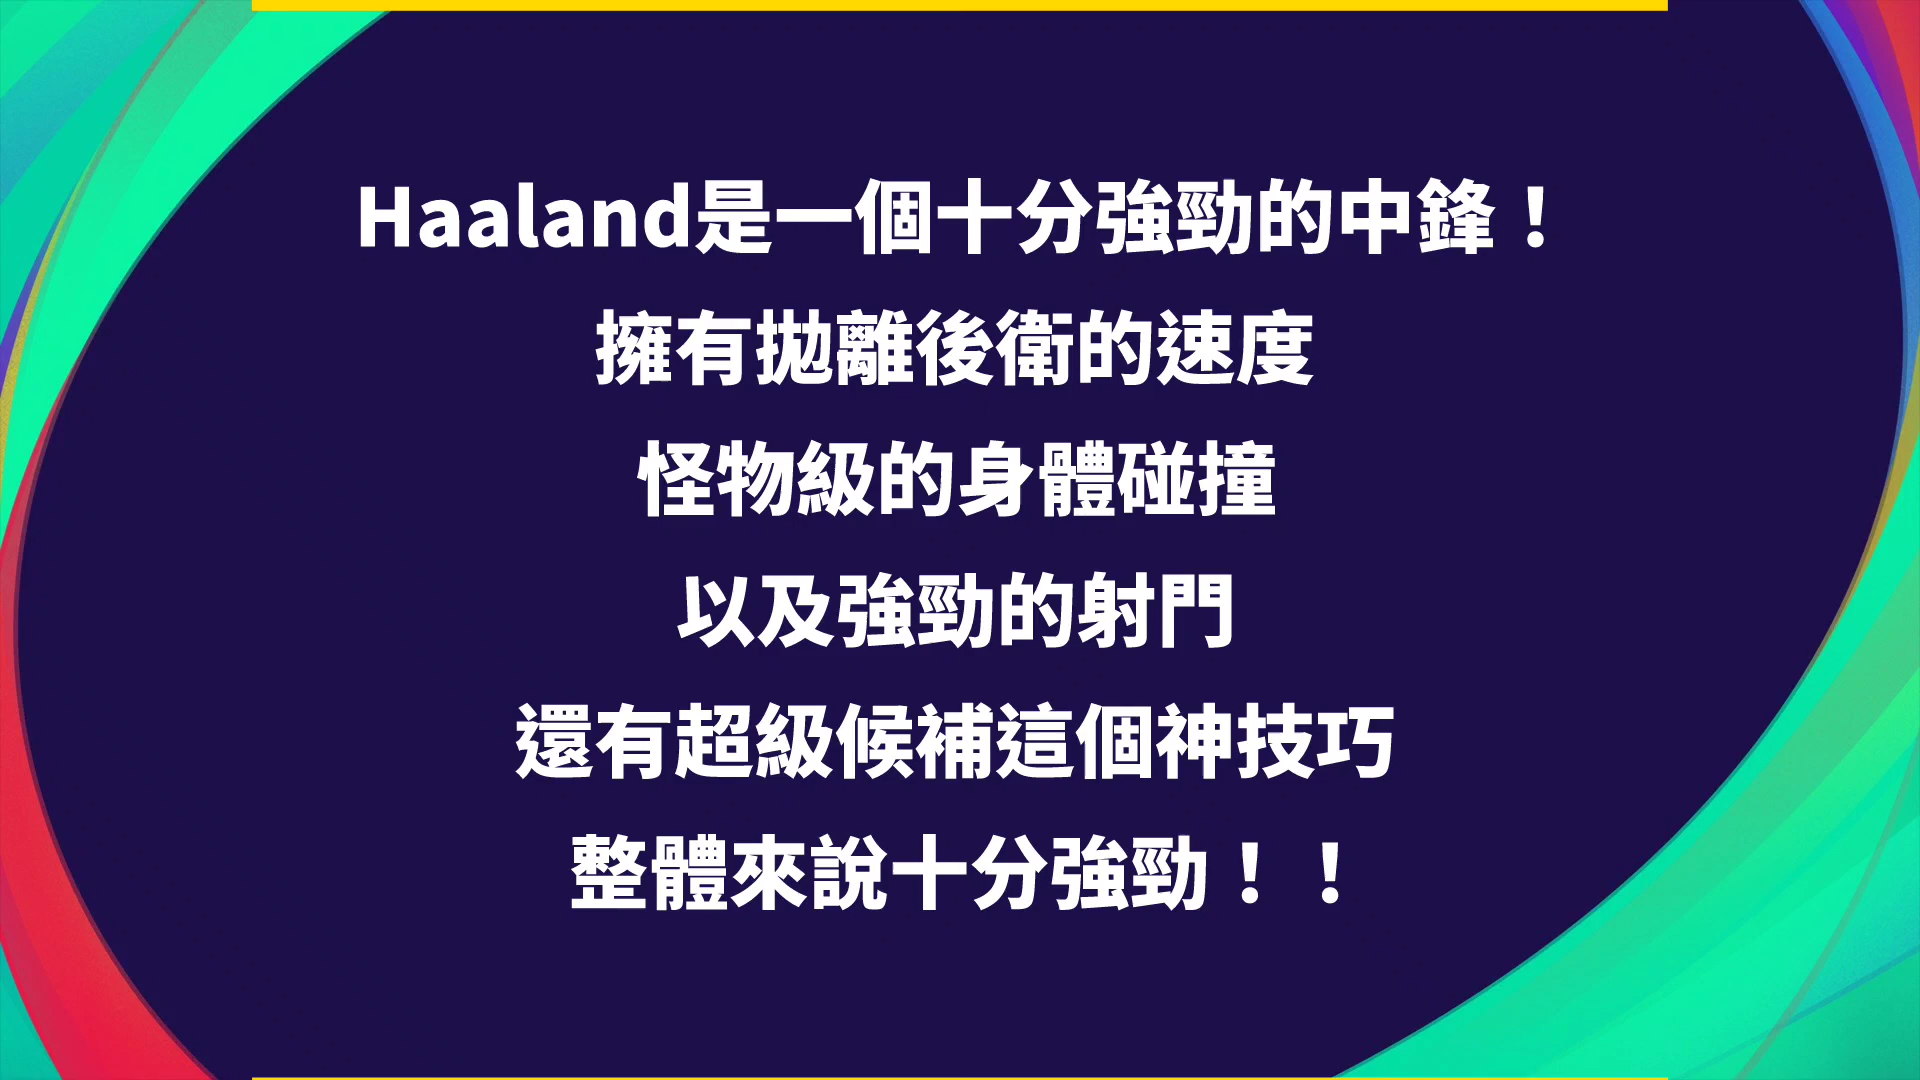 Haaland是一個十分強勁的中鋒！
擁有拋離後衛的速度
怪物級的身體碰撞
以及強勁的射門
還有超級候補這個神技巧
整體來說十分強勁！！